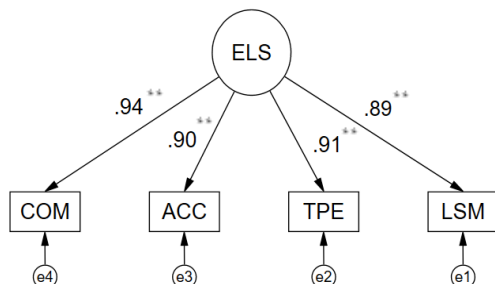 ELS
.94**
.90**
.91**
.89**
COM
ACC
TPE
LSM
e4
e3
e2
e1